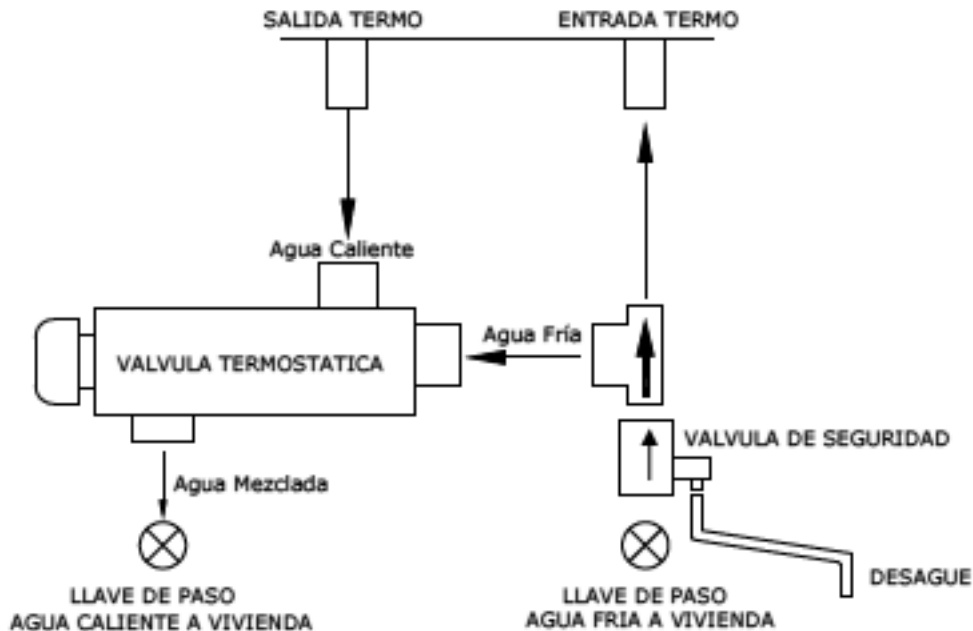 SALIDA TERMO
ENTRADA TERMO
Agua Caliente
Agua Fría
VALVULA TERMOSTATICA
VALVULA DE SEGURIDAD
Agua Mezclada
DESAGUE
LLAVE DE PASO
AGUA CALIENTE A VIVIENDA
LLAVE DE PASO
AGUA FRIA A VIVIENDA